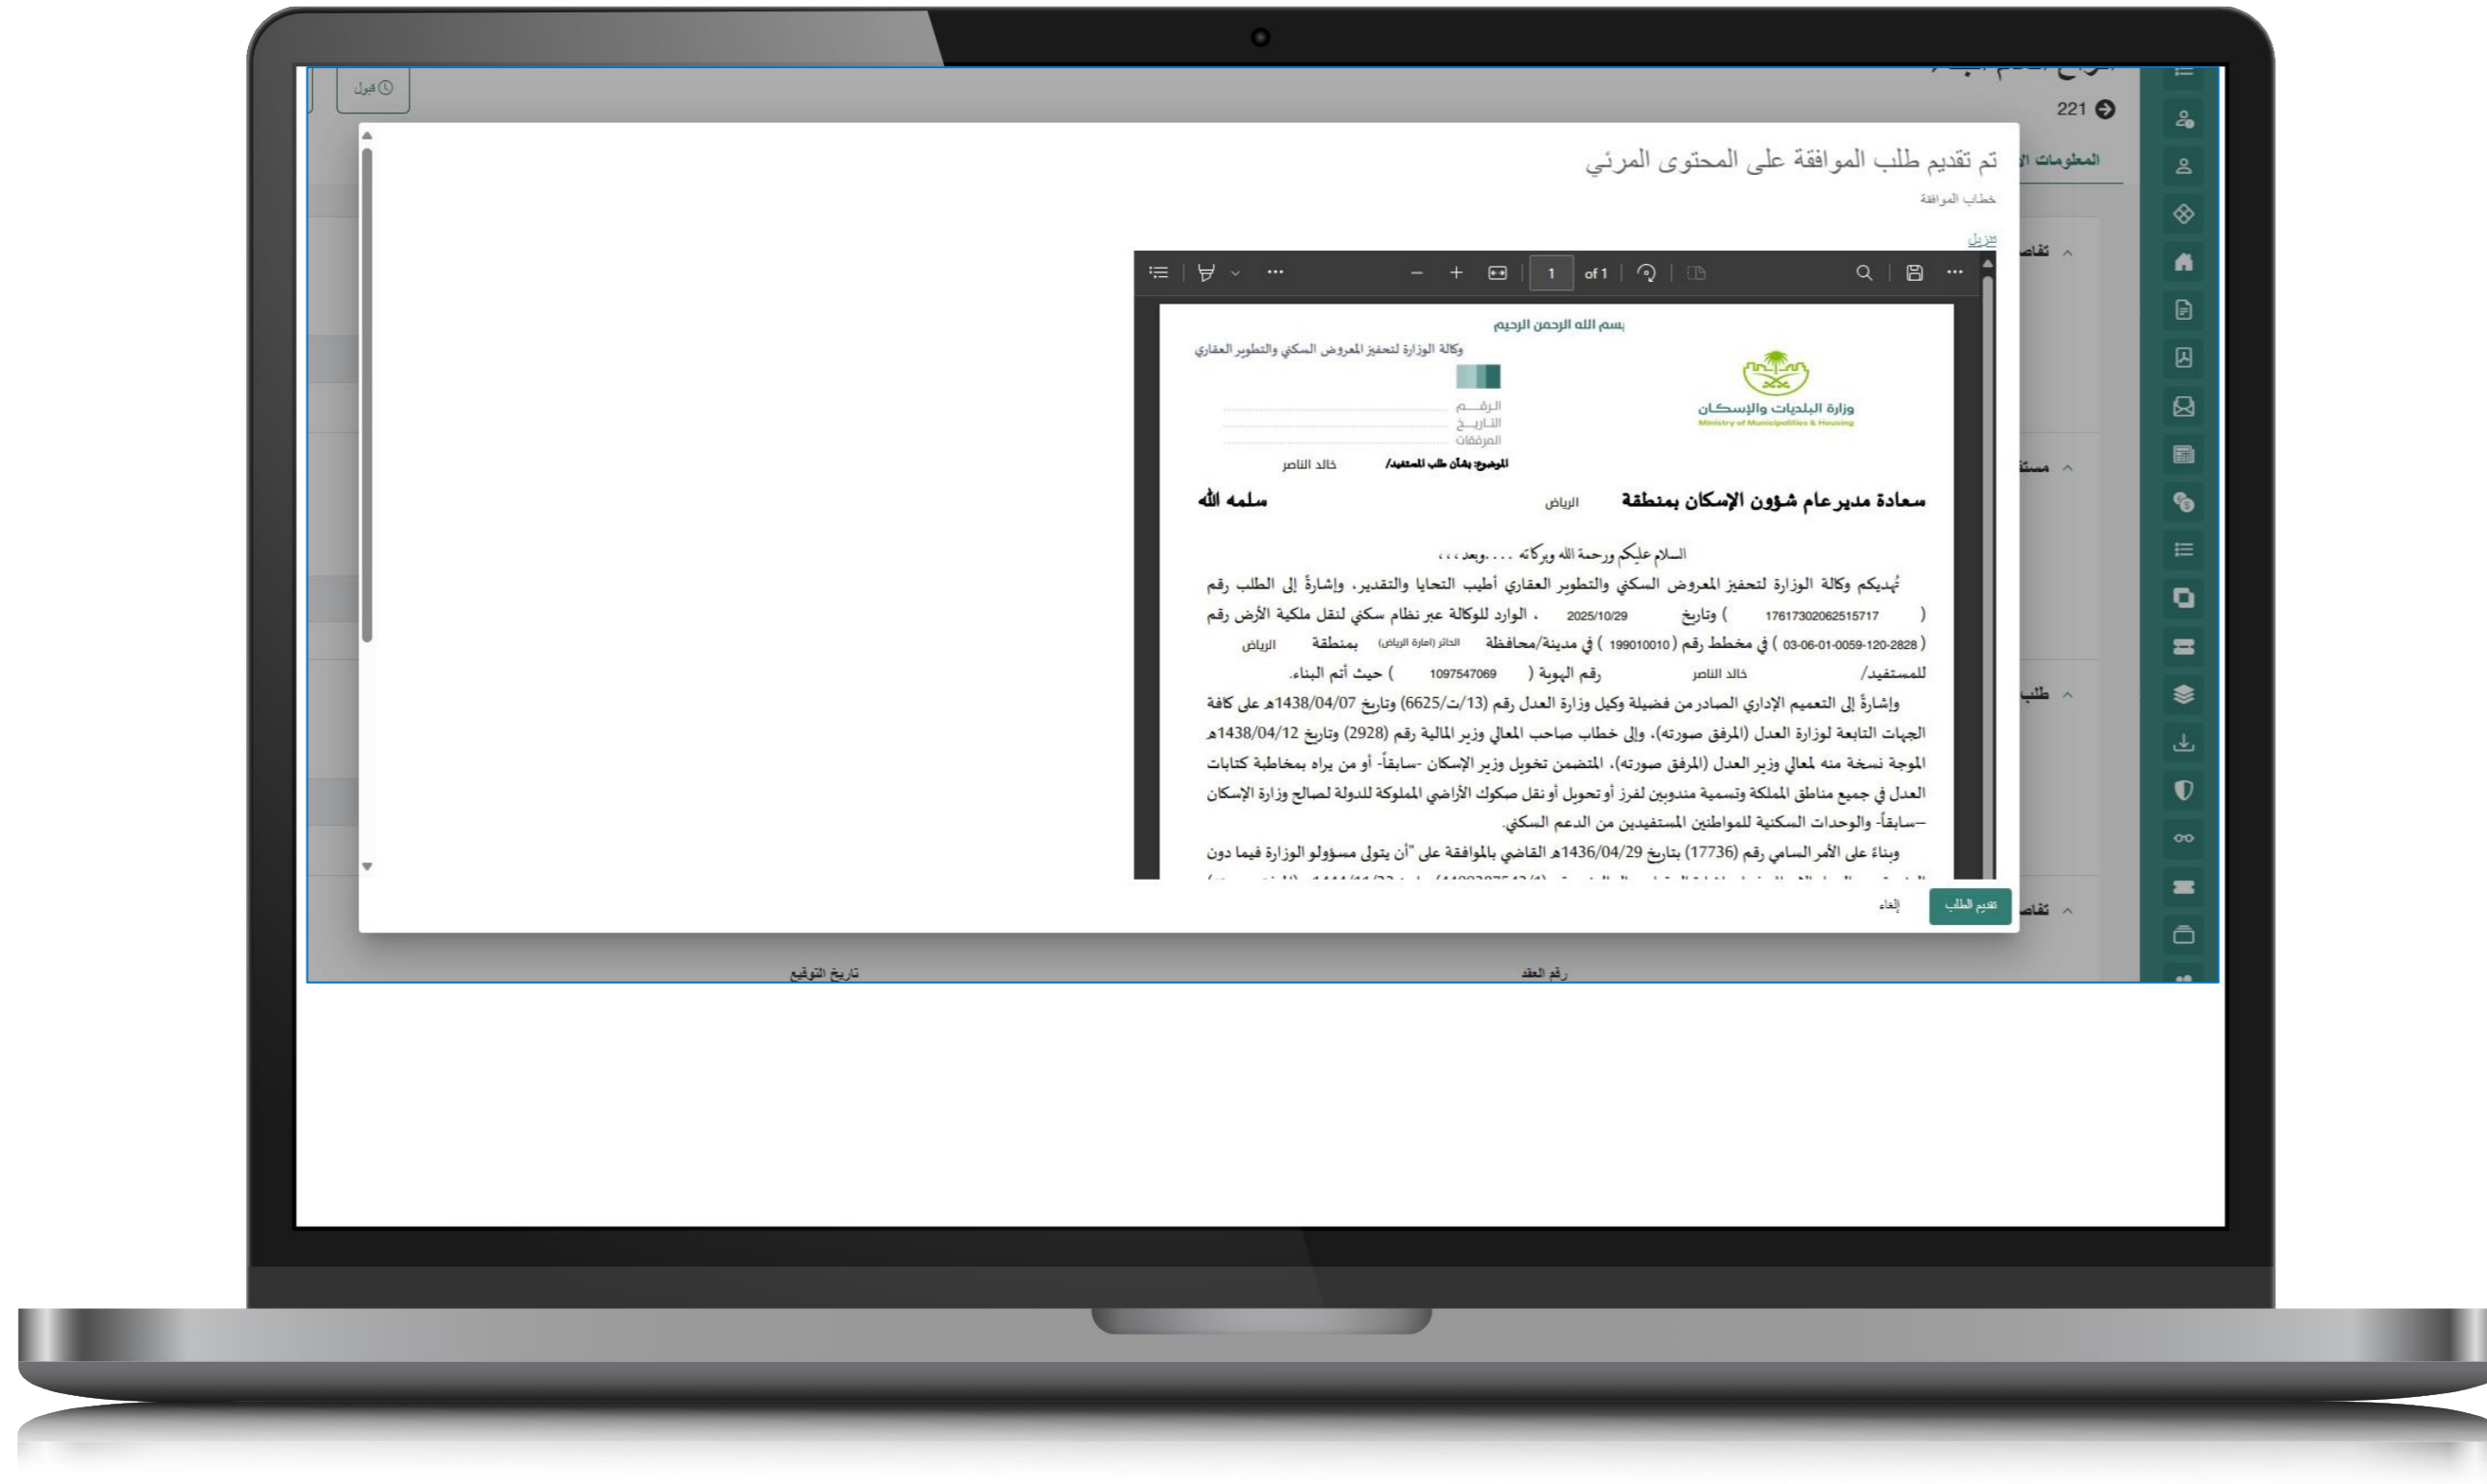 قبول
221
المعلومات
تم تقديم طلب الموافقة على المحتوى المرئي
خطاب الموافقة
تنزيل
1 of 1
بسم الله الرحمن الرحيم
وكالة الوزارة لتحفيز المعروض السكني والتطوير العقاري
وزارة البلديات والإسكان
Ministry of Municipalities & Housing
الرقـــم
التـاريـــخ
المرفقات
الموضوع: بشأن طلب المستفيد/ خالد الناصر
سعادة مدير عام شؤون الإسكان بمنطقة الرياض سلمه الله
السلام عليكم ورحمة الله وبركاته ....وبعد،،،
تُهديكم وكالة الوزارة لتحفيز المعروض السكني والتطوير العقاري أطيب التحايا والتقدير، وإشارةً إلى الطلب رقم
( 17617302062515717 ) وتاريخ 2025/10/29 ، الوارد للوكالة عبر نظام سكني لنقل ملكية الأرض رقم
( 03-06-01-0059-120-2828 ) في مخطط رقم ( 199010010 ) في مدينة/محافظة الحائر (امارة الرياض) بمنطقة الرياض
للمستفيد/ خالد الناصر رقم الهوية ( 1097547069 ) حيث أتم البناء.
وإشارةً إلى التعميم الإداري الصادر من فضيلة وكيل وزارة العدل رقم (13/ت/6625) وتاريخ 1438/04/07هـ على كافة
الجهات التابعة لوزارة العدل (المرفق صورته)، وإلى خطاب صاحب المعالي وزير المالية رقم (2928) وتاريخ 1438/04/12هـ
الموجة نسخة منه لمعالي وزير العدل (المرفق صورته)، المتضمن تخويل وزير الإسكان -سابقاً- أو من يراه بمخاطبة كتابات
العدل في جميع مناطق المملكة وتسمية مندوبين لفرز أو تحويل أو نقل صكوك الأراضي المملوكة للدولة لصالح وزارة الإسكان
–سابقاً- والوحدات السكنية للمواطنين المستفيدين من الدعم السكني.
وبناءً على الأمر السامي رقم (17736) بتاريخ 1436/04/29هـ القاضي بالموافقة على "أن يتولى مسؤولو الوزارة فيما دون
تقديم الطلب
إلغاء
تفاص
طلب
تفاص
رقم العقد
تاريخ التوقيع